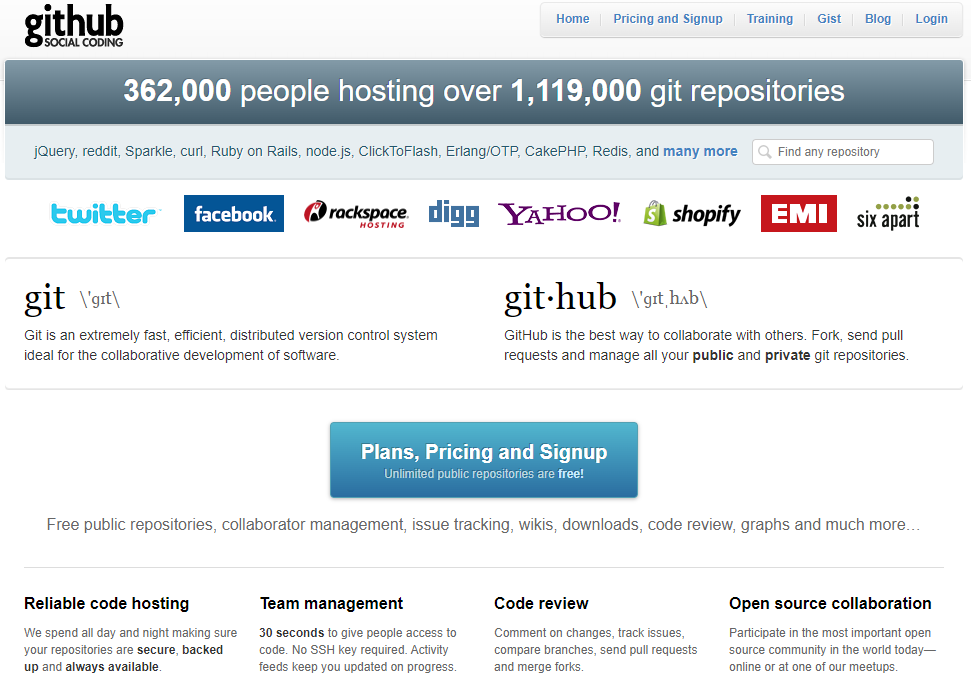 github
SOCIAL CODING
Home Pricing and Signup Training Gist Blog Login
362,000 people hosting over 1,119,000 git repositories
jQuery, reddit, Sparkle, curl, Ruby on Rails, node.js, ClickToFlash, Erlang/OTP, CakePHP, Redis, and many more
Find any repository
twitter facebook. rackspace. HOSTING digg YAHOO! shopify EMI six apart
git \'ɡɪt\
Git is an extremely fast, efficient, distributed version control system
ideal for the collaborative development of software.
git·hub \'ɡɪtˌhʌb\
GitHub is the best way to collaborate with others. Fork, send pull
requests and manage all your public and private git repositories.
Plans, Pricing and Signup
Unlimited public repositories are free!
Free public repositories, collaborator management, issue tracking, wikis, downloads, code review, graphs and much more…
Reliable code hosting
We spend all day and night making sure
your repositories are secure, backed
up and always available.
Team management
30 seconds to give people access to
code. No SSH key required. Activity
feeds keep you updated on progress.
Code review
Comment on changes, track issues,
compare branches, send pull requests
and merge forks.
Open source collaboration
Participate in the most important open
source community in the world today—
online or at one of our meetups.